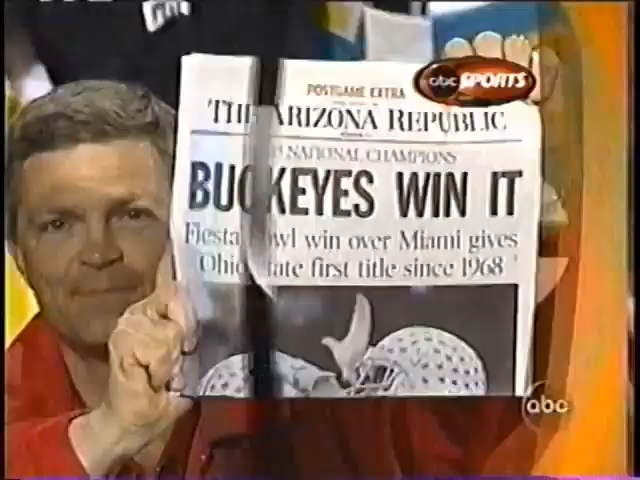 POSTGAME EXTRA
abc SPORTS
THE ARIZONA REPUBLIC
NATIONAL CHAMPIONS
BUCKEYES WIN IT
Fiesta Bowl win over Miami gives
Ohio State first title since 1968
abc